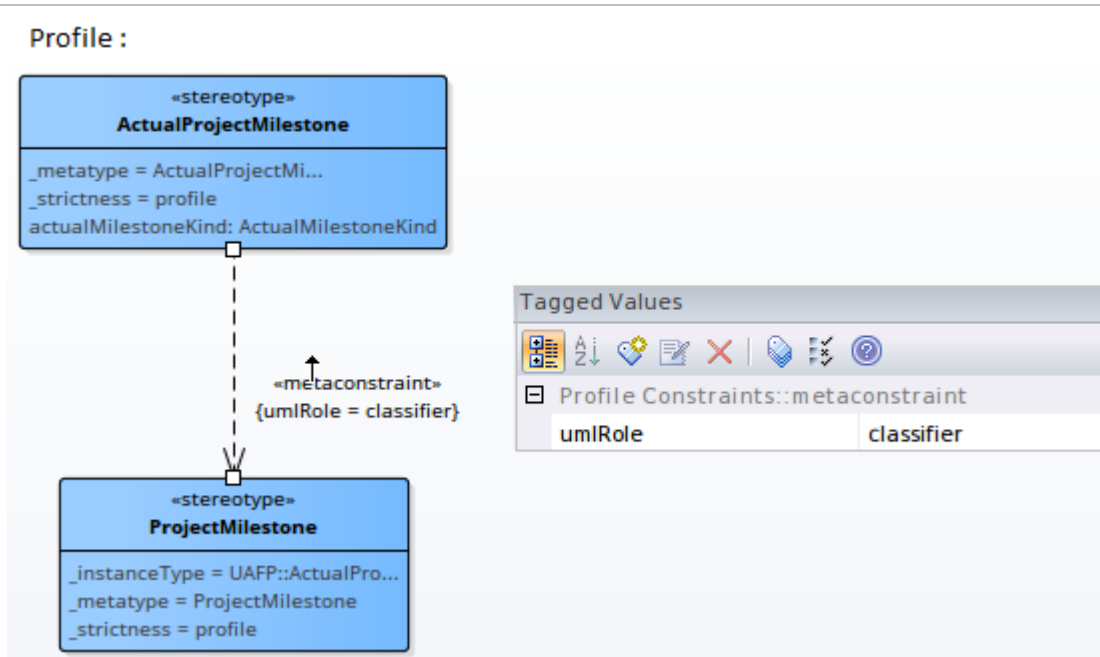 Profile :
«stereotype»
ActualProjectMilestone
_metatype = ActualProjectMi...
_strictness = profile
actualMilestoneKind: ActualMilestoneKind
«metaconstraint»
{umlRole = classifier}
«stereotype»
ProjectMilestone
_instanceType = UAFP::ActualPro...
_metatype = ProjectMilestone
_strictness = profile
Tagged Values
Profile Constraints::metaconstraint
umlRole classifier